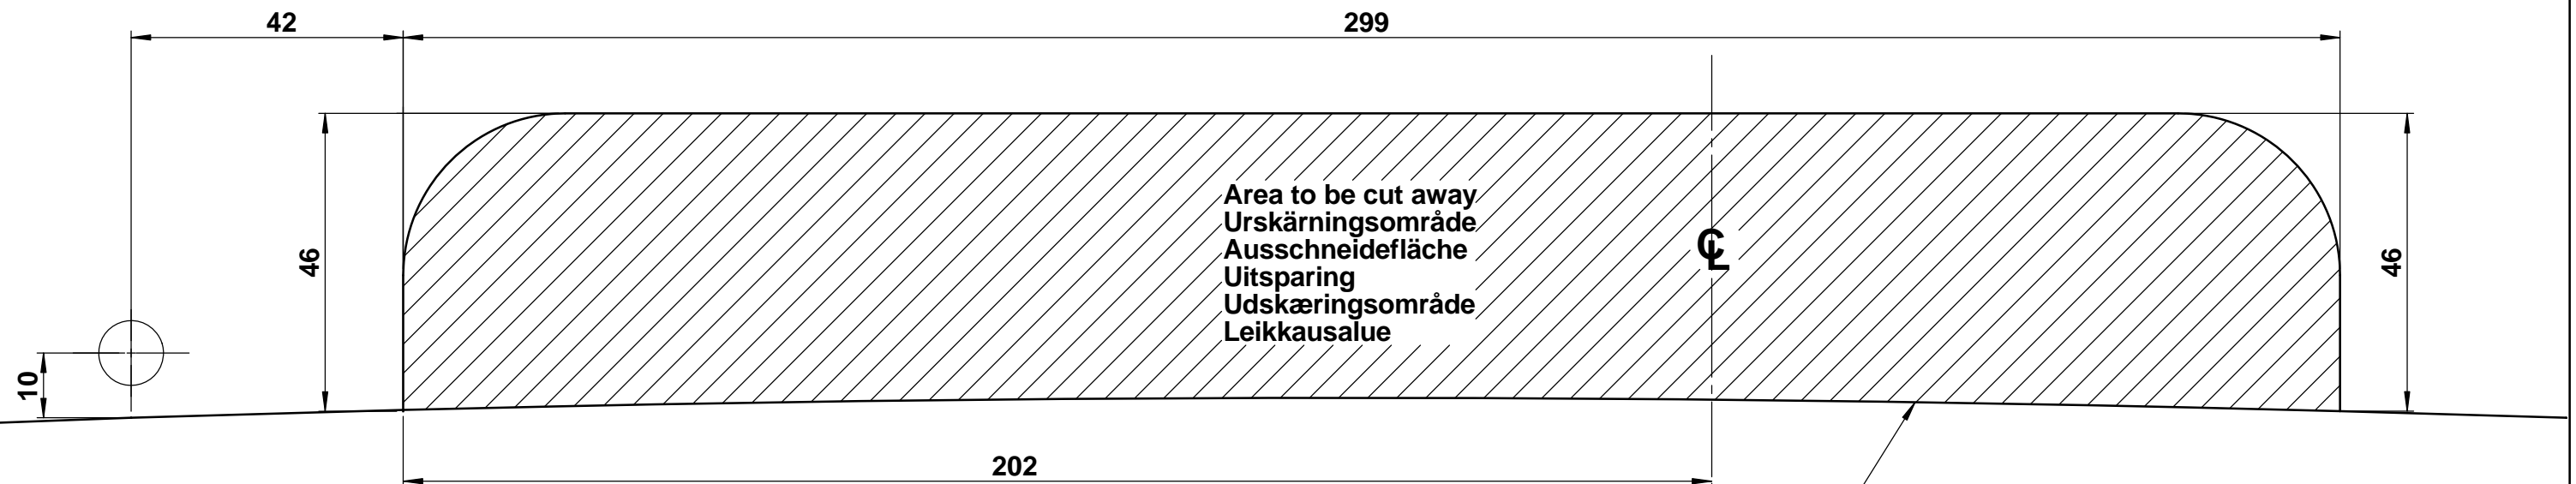 42
299
Area to be cut away
Urskärningsområde
Ausschneidefläche
Uitsparing
Udskæringsområde
Leikkausalue
℄
46
46
10
202